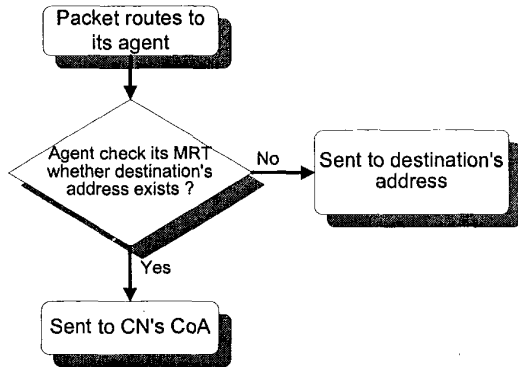 Packet routes to
its agent
Agent check its MRT
whether destination's
address exists ?
No
Sent to destination's
address
Yes
Sent to CN's CoA